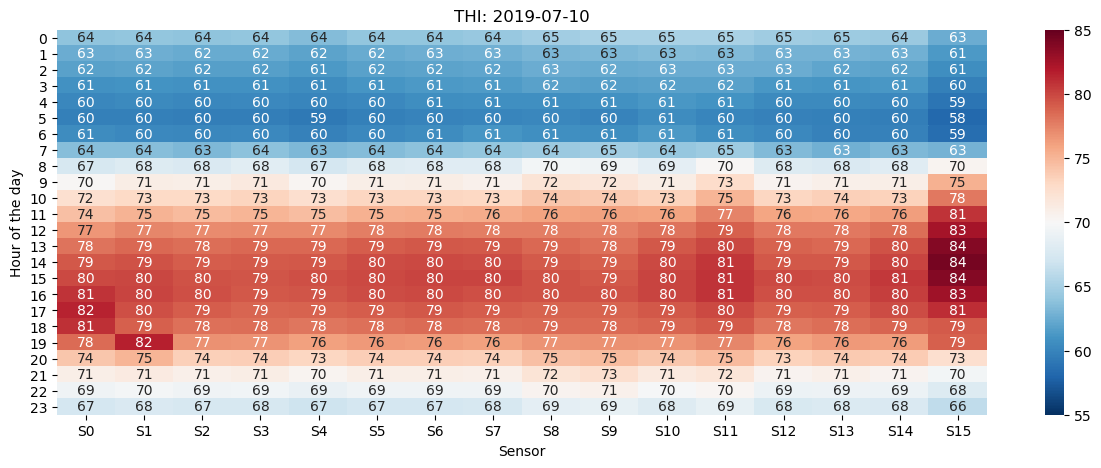 THI: 2019-07-10
0 64 64 64 64 64 64 64 64 65 65 65 65 65 65 64 63
1 63 63 62 62 62 62 63 63 63 63 63 63 63 63 63 61
2 62 62 62 62 61 62 62 62 63 62 63 63 63 62 62 61
3 61 61 61 61 61 61 61 61 62 62 62 62 61 61 61 60
4 60 60 60 60 60 60 61 61 61 61 61 61 60 60 60 59
5 60 60 60 60 59 60 60 60 60 60 61 60 60 60 60 58
6 61 60 60 60 60 60 61 61 61 60 61 61 60 60 60 59
7 64 64 63 64 63 64 64 64 64 65 64 65 63 63 63 63
8 67 68 68 68 67 68 68 68 70 69 69 70 68 68 68 70
9 70 71 71 71 70 71 71 71 72 72 71 73 71 71 71 75
10 72 73 73 73 73 73 73 73 74 74 73 75 73 74 73 78
11 74 75 75 75 75 75 75 76 76 76 76 77 76 76 76 81
12 77 77 77 77 77 78 78 78 78 78 78 79 78 78 78 83
13 78 79 78 79 79 79 79 79 79 78 79 80 79 79 80 84
14 79 79 79 79 79 80 80 80 80 79 80 81 79 79 80 84
15 80 80 80 79 80 80 80 80 80 79 80 81 80 80 81 84
16 81 80 80 79 79 80 80 80 80 80 80 81 80 80 80 83
17 82 80 79 79 79 79 79 79 79 79 79 80 79 79 80 81
18 81 79 78 78 78 78 78 78 79 78 79 79 78 78 79 79
19 78 82 77 77 76 76 76 76 77 77 77 77 76 76 76 79
20 74 75 74 74 73 74 74 74 75 75 74 75 73 74 74 73
21 71 71 71 71 70 71 71 71 72 73 71 72 71 71 71 70
22 69 70 69 69 69 69 69 69 70 71 70 70 69 69 69 68
23 67 68 67 68 67 67 67 68 69 69 68 69 68 68 68 66
S0 S1 S2 S3 S4 S5 S6 S7 S8 S9 S10 S11 S12 S13 S14 S15
Sensor
Hour of the day
85
80
75
70
65
60
55